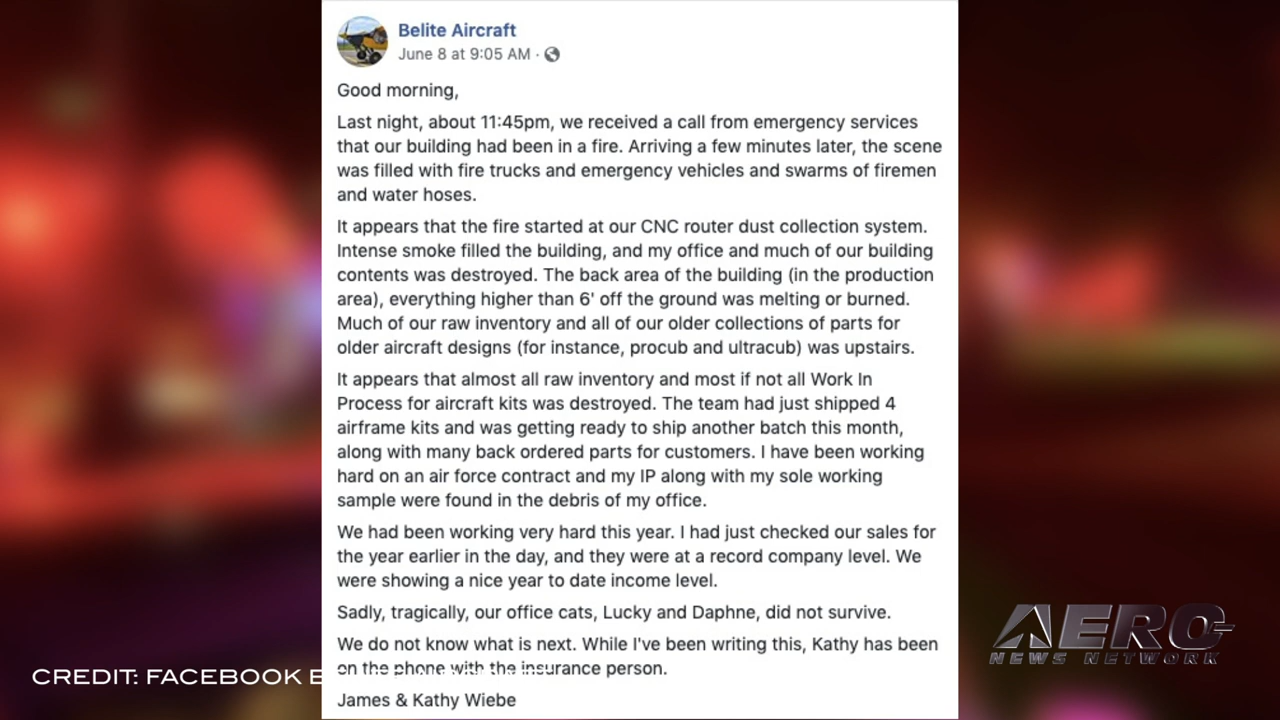 Belite Aircraft
June 8 at 9:05 AM ·
Good morning,
Last night, about 11:45pm, we received a call from emergency services
that our building had been in a fire. Arriving a few minutes later, the scene
was filled with fire trucks and emergency vehicles and swarms of firemen
and water hoses.
It appears that the fire started at our CNC router dust collection system.
Intense smoke filled the building, and my office and much of our building
contents was destroyed. The back area of the building (in the production
area), everything higher than 6' off the ground was melting or burned.
Much of our raw inventory and all of our older collections of parts for
older aircraft designs (for instance, procub and ultracub) was upstairs.
It appears that almost all raw inventory and most if not all Work In
Process for aircraft kits was destroyed. The team had just shipped 4
airframe kits and was getting ready to ship another batch this month,
along with many back ordered parts for customers. I have been working
hard on an air force contract and my IP along with my sole working
sample were found in the debris of my office.
We had been working very hard this year. I had just checked our sales for
the year earlier in the day, and they were at a record company level. We
were showing a nice year to date income level.
Sadly, tragically, our office cats, Lucky and Daphne, did not survive.
We do not know what is next. While I've been writing this, Kathy has been
on the phone with the insurance person.
James & Kathy Wiebe
CREDIT: FACEBOOK
AERO
NEWS NETWORK